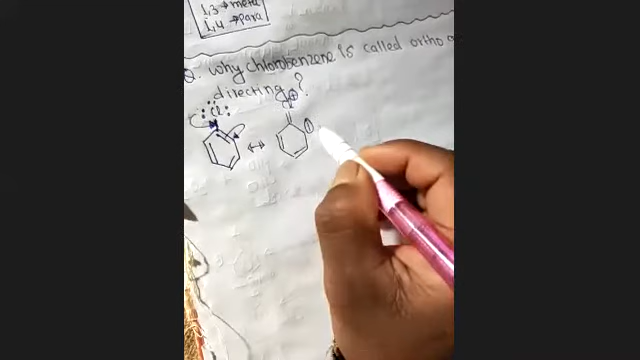 1,3 → meta
1,4 → para
Q. why chlorobenzene is called ortho
directing?
:Cl:
Cl